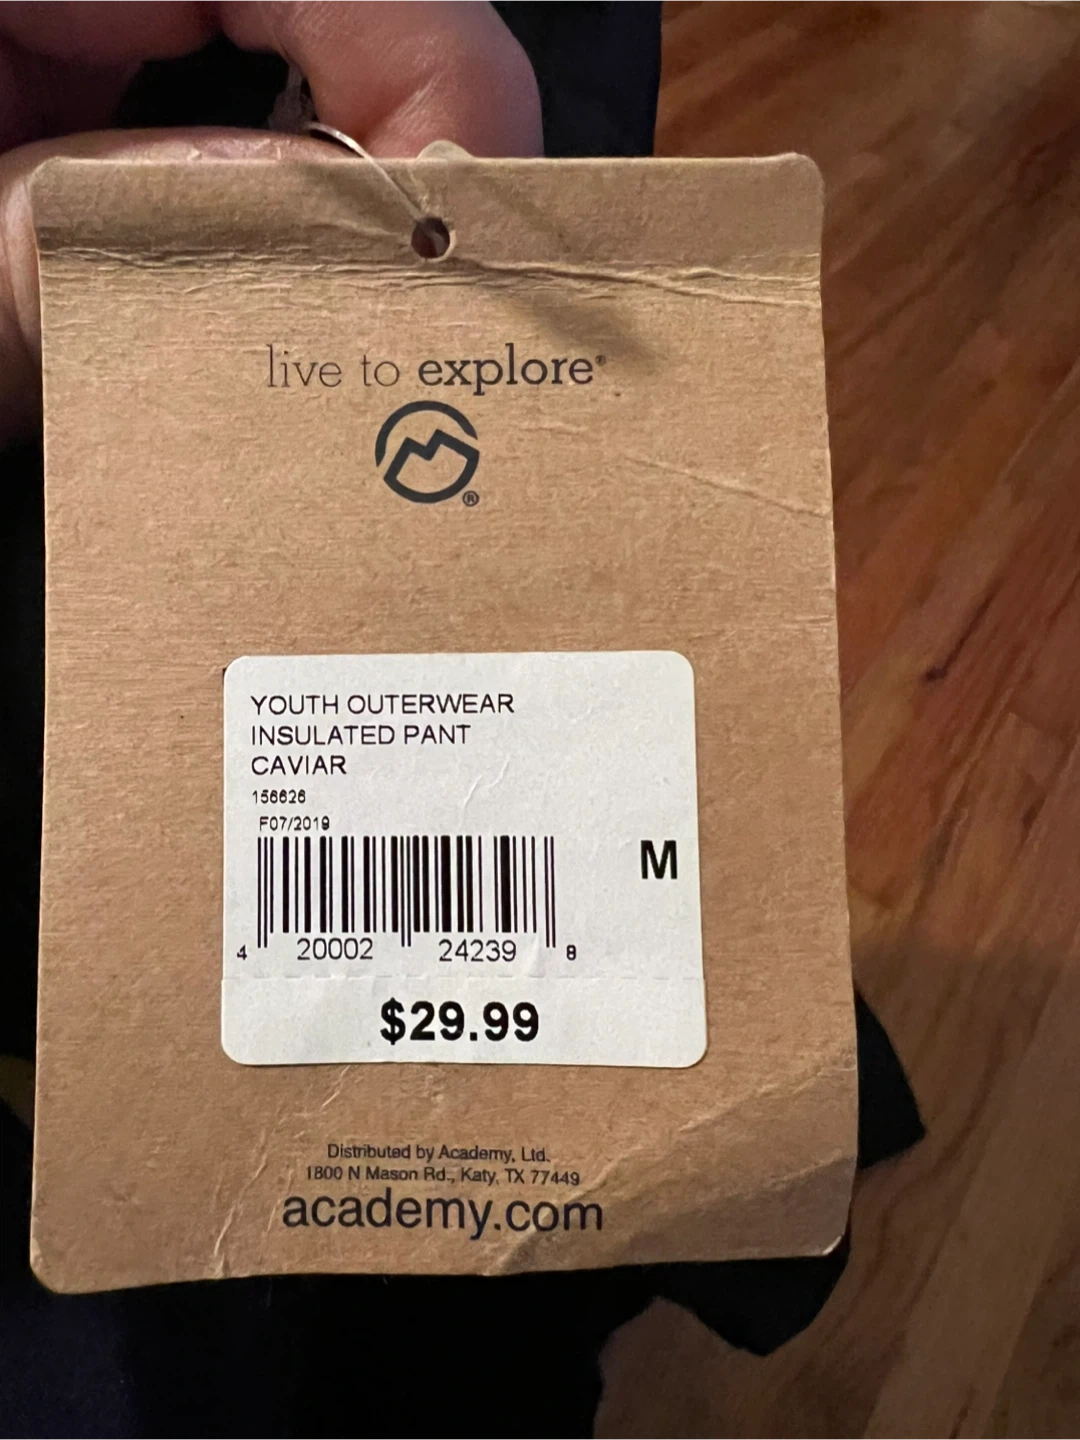 live to explore®
®
YOUTH OUTERWEAR
INSULATED PANT
CAVIAR
156626
F07/2019
M
4 20002 24239 8
$29.99
Distributed by Academy, Ltd.
1800 N Mason Rd., Katy, TX 77449
academy.com